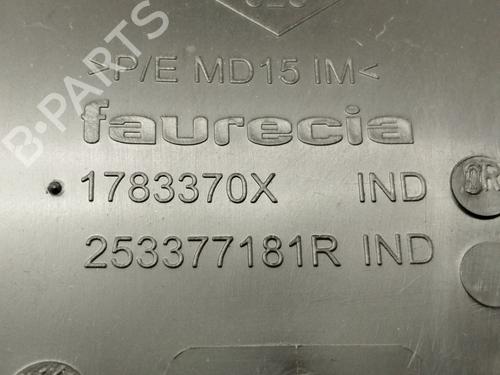 >P/E MD15 IM<
faurecia
1783370X IND
253377181R IND
B-PARTS